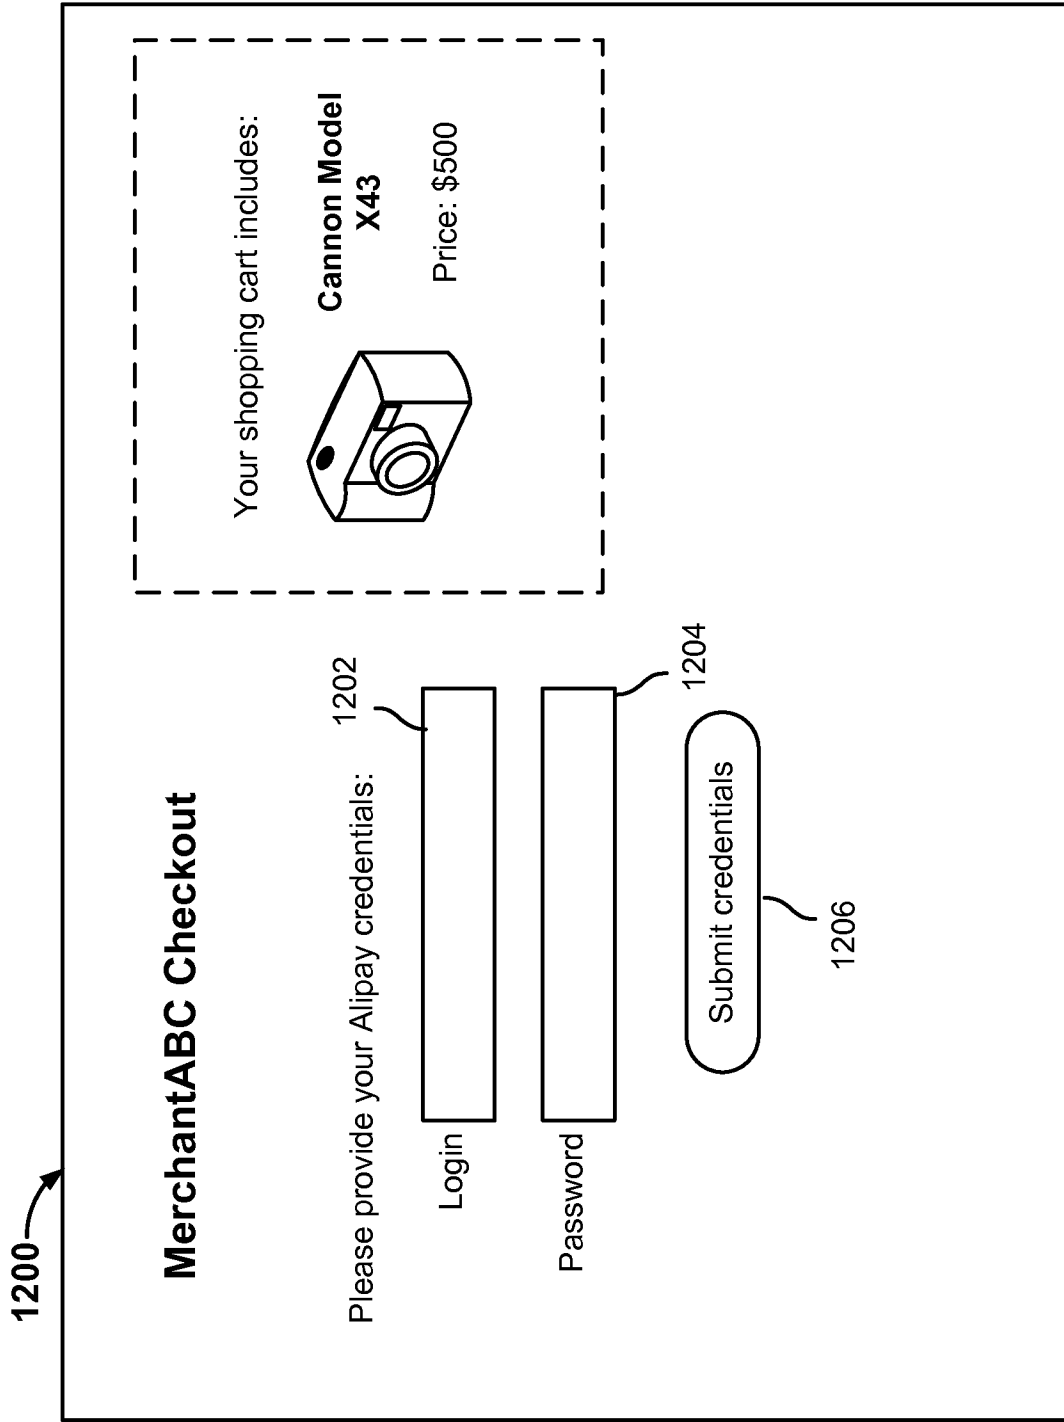 1200
MerchantABC Checkout
Please provide your Alipay credentials:
1202
Login
Password
1204
Submit credentials
1206
Your shopping cart includes:
Cannon Model
X43
Price: $500